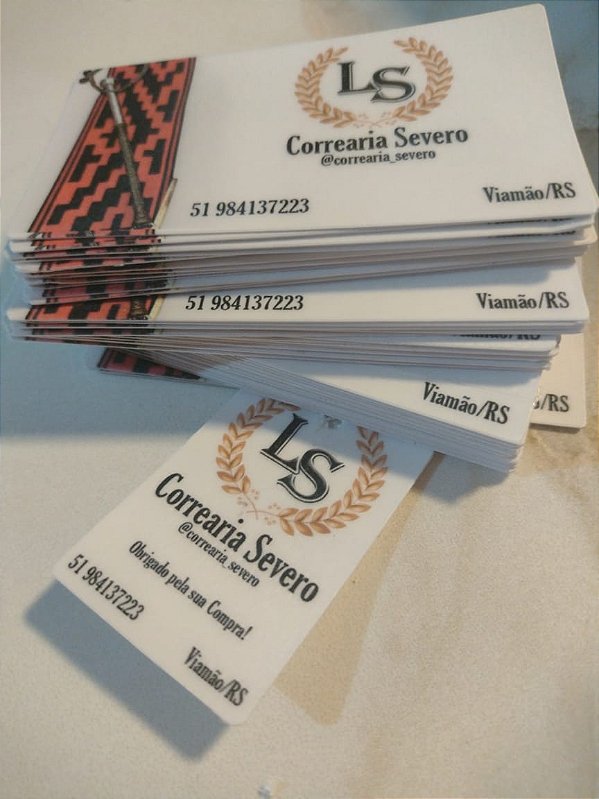 LS
Correaria Severo
@correaria_severo
51 984137223
Viamão/RS
51 984137223
Viamão/RS
Viamão/RS
/RS
LS
Correaria Severo
@correaria_severo
Obrigado pela sua Compra!
51 984137223
Viamão/RS